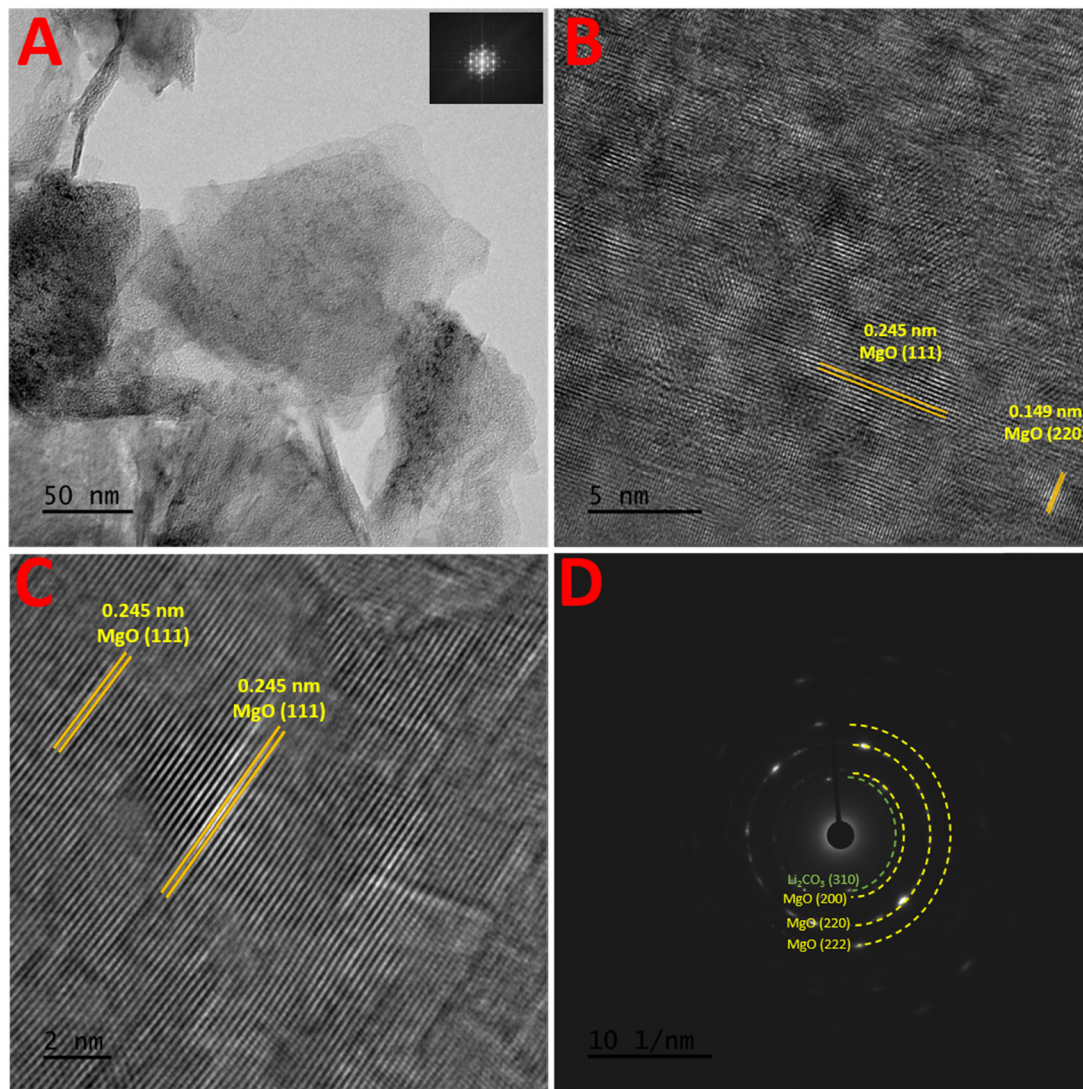 A
50 nm
B
0.245 nm
MgO (111)
0.149 nm
MgO (220)
5 nm
C
0.245 nm
MgO (111)
0.245 nm
MgO (111)
2 nm
D
Li₂CO₃ (310)
MgO (200)
MgO (220)
MgO (222)
10 1/nm